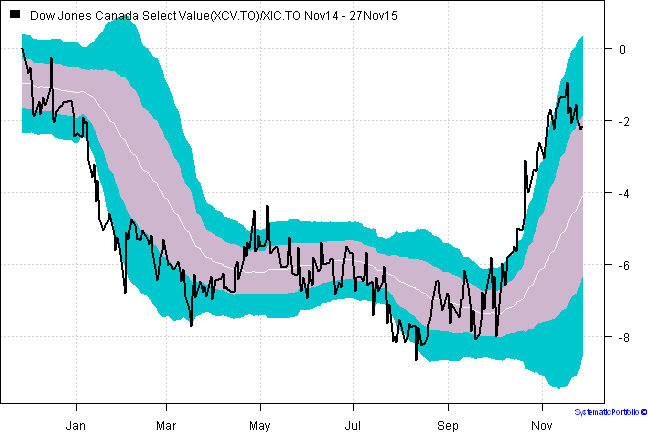 Dow Jones Canada Select Value(XCV.TO)/XIC.TO Nov14 - 27Nov15
0
-2
-4
-6
-8
Jan Mar May Jul Sep Nov
SystematicPortfolio ©